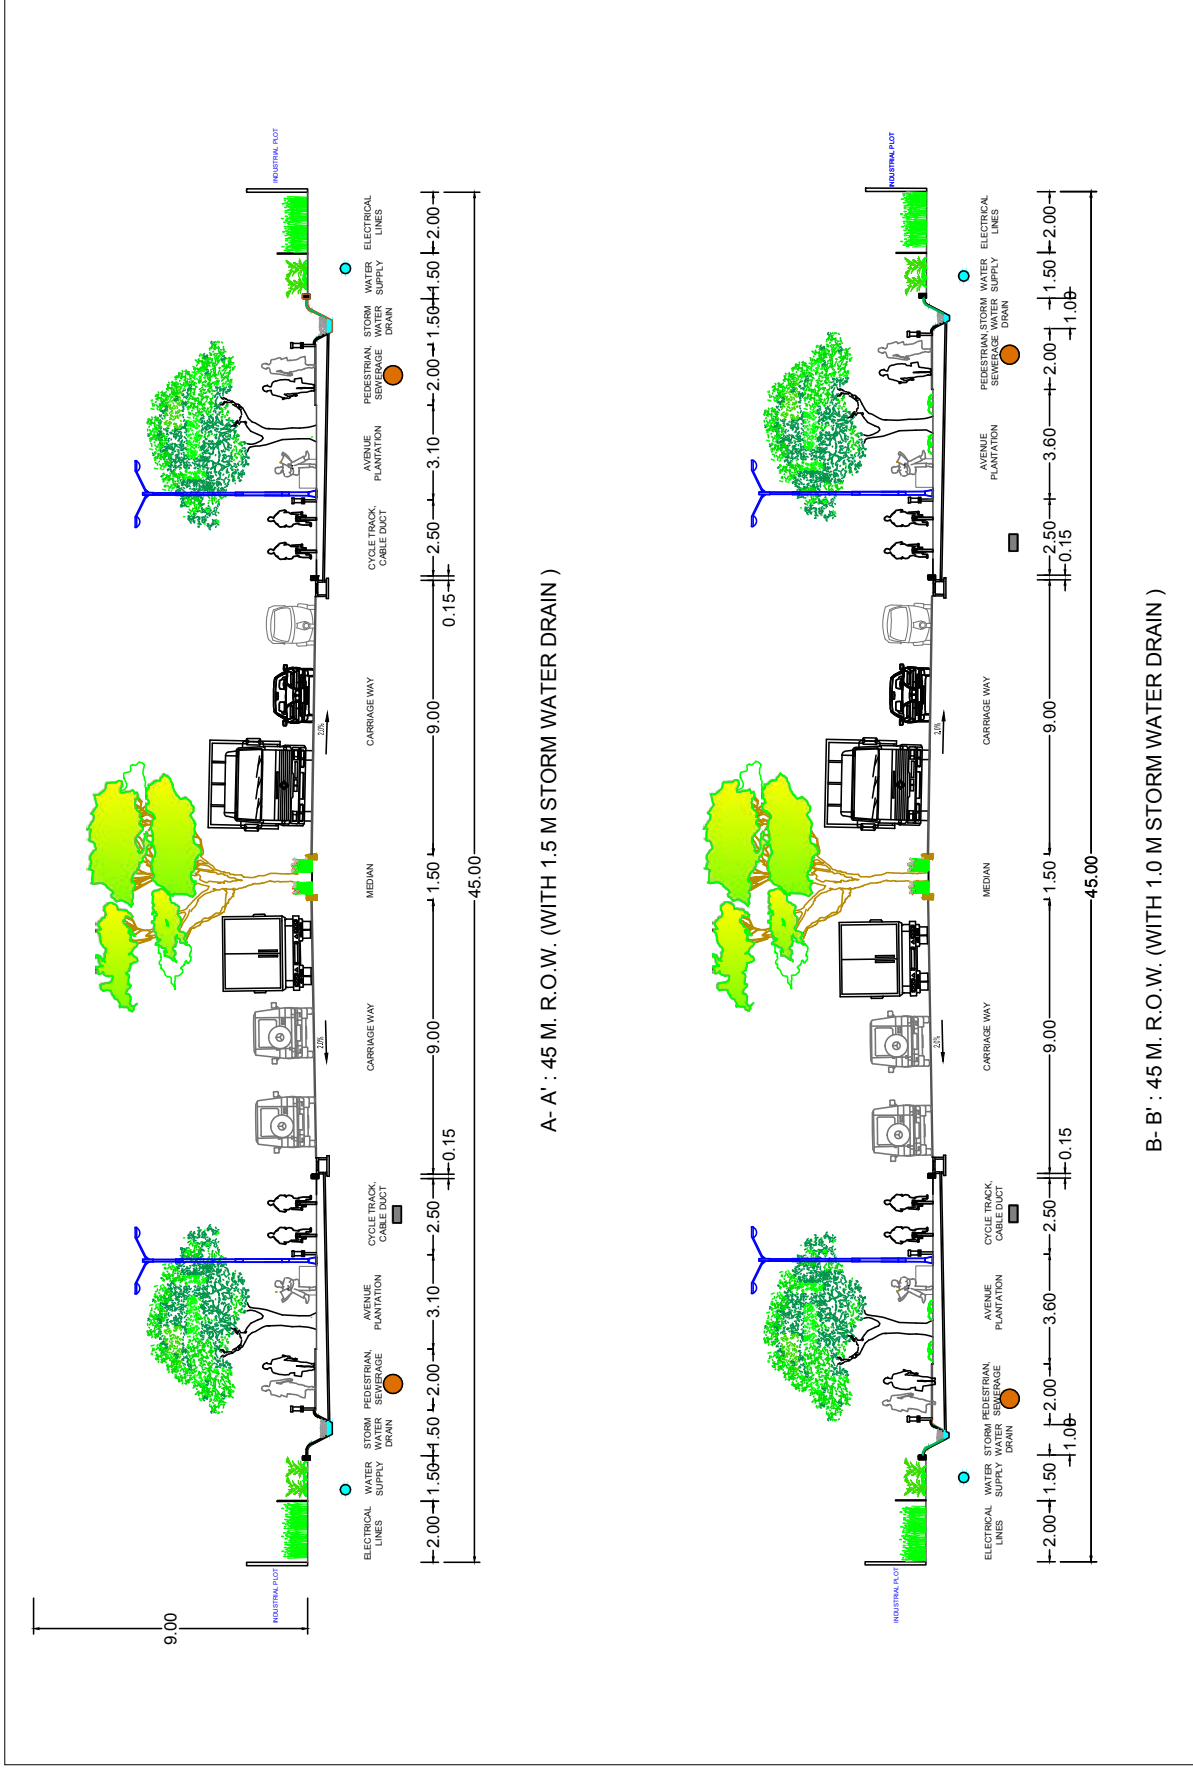 9.00
INDUSTRIAL PLOT
INDUSTRIAL PLOT
2.0%
2.0%
ELECTRICAL
LINES
WATER
SUPPLY
STORM
WATER
DRAIN
PEDESTRIAN,
SEWERAGE
AVENUE
PLANTATION
CYCLE TRACK,
CABLE DUCT
CARRIAGE WAY
MEDIAN
CARRIAGE WAY
CYCLE TRACK,
CABLE DUCT
AVENUE
PLANTATION
PEDESTRIAN,
SEWERAGE
STORM
WATER
DRAIN
WATER
SUPPLY
ELECTRICAL
LINES
2.00 1.50 1.50 2.00 3.10 2.50 9.00 1.50 9.00 2.50 3.10 2.00 1.50 1.50 2.00
0.15 0.15
45.00
A- A' : 45 M. R.O.W. (WITH 1.5 M STORM WATER DRAIN )
INDUSTRIAL PLOT
INDUSTRIAL PLOT
2.0%
2.0%
ELECTRICAL
LINES
WATER
SUPPLY
STORM
WATER
DRAIN
PEDESTRIAN,
SEWERAGE
AVENUE
PLANTATION
CYCLE TRACK,
CABLE DUCT
CARRIAGE WAY
MEDIAN
CARRIAGE WAY
AVENUE
PLANTATION
PEDESTRIAN,
SEWERAGE
STORM
WATER
DRAIN
WATER
SUPPLY
ELECTRICAL
LINES
2.00 1.50 2.00 3.60 2.50 9.00 1.50 9.00 2.50 3.60 2.00 1.50 2.00
1.00 0.15 0.15 1.00
45.00
B- B' : 45 M. R.O.W. (WITH 1.0 M STORM WATER DRAIN )